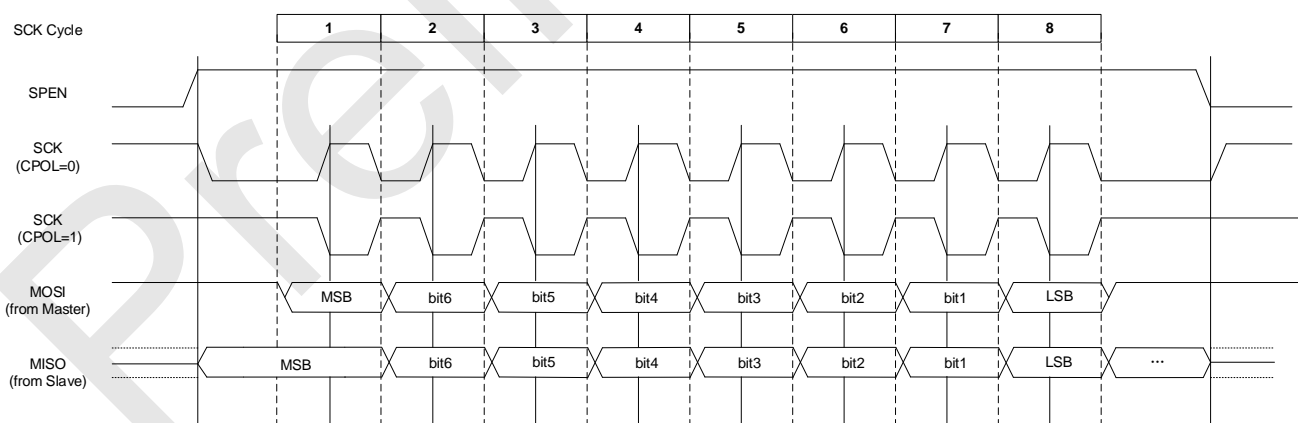 SCK Cycle 1 2 3 4 5 6 7 8
SPEN
SCK
(CPOL=0)
SCK
(CPOL=1)
MOSI
(from Master)
MSB bit6 bit5 bit4 bit3 bit2 bit1 LSB
MISO
(from Slave)
MSB bit6 bit5 bit4 bit3 bit2 bit1 LSB ...